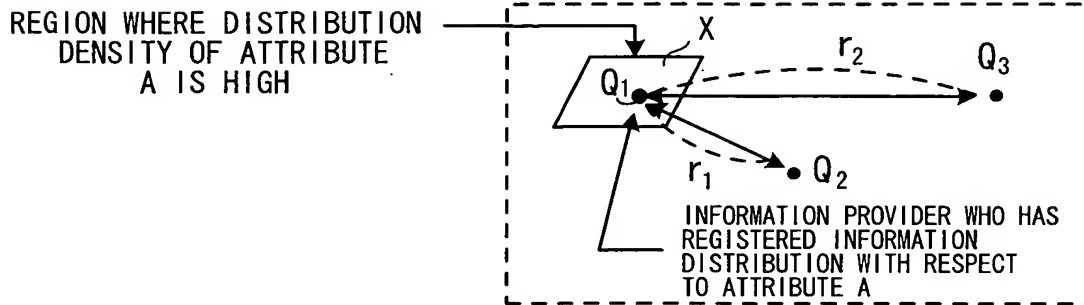 REGION WHERE DISTRIBUTION
DENSITY OF ATTRIBUTE
A IS HIGH
X
Q1
r2
Q3
r1
Q2
INFORMATION PROVIDER WHO HAS
REGISTERED INFORMATION
DISTRIBUTION WITH RESPECT
TO ATTRIBUTE A